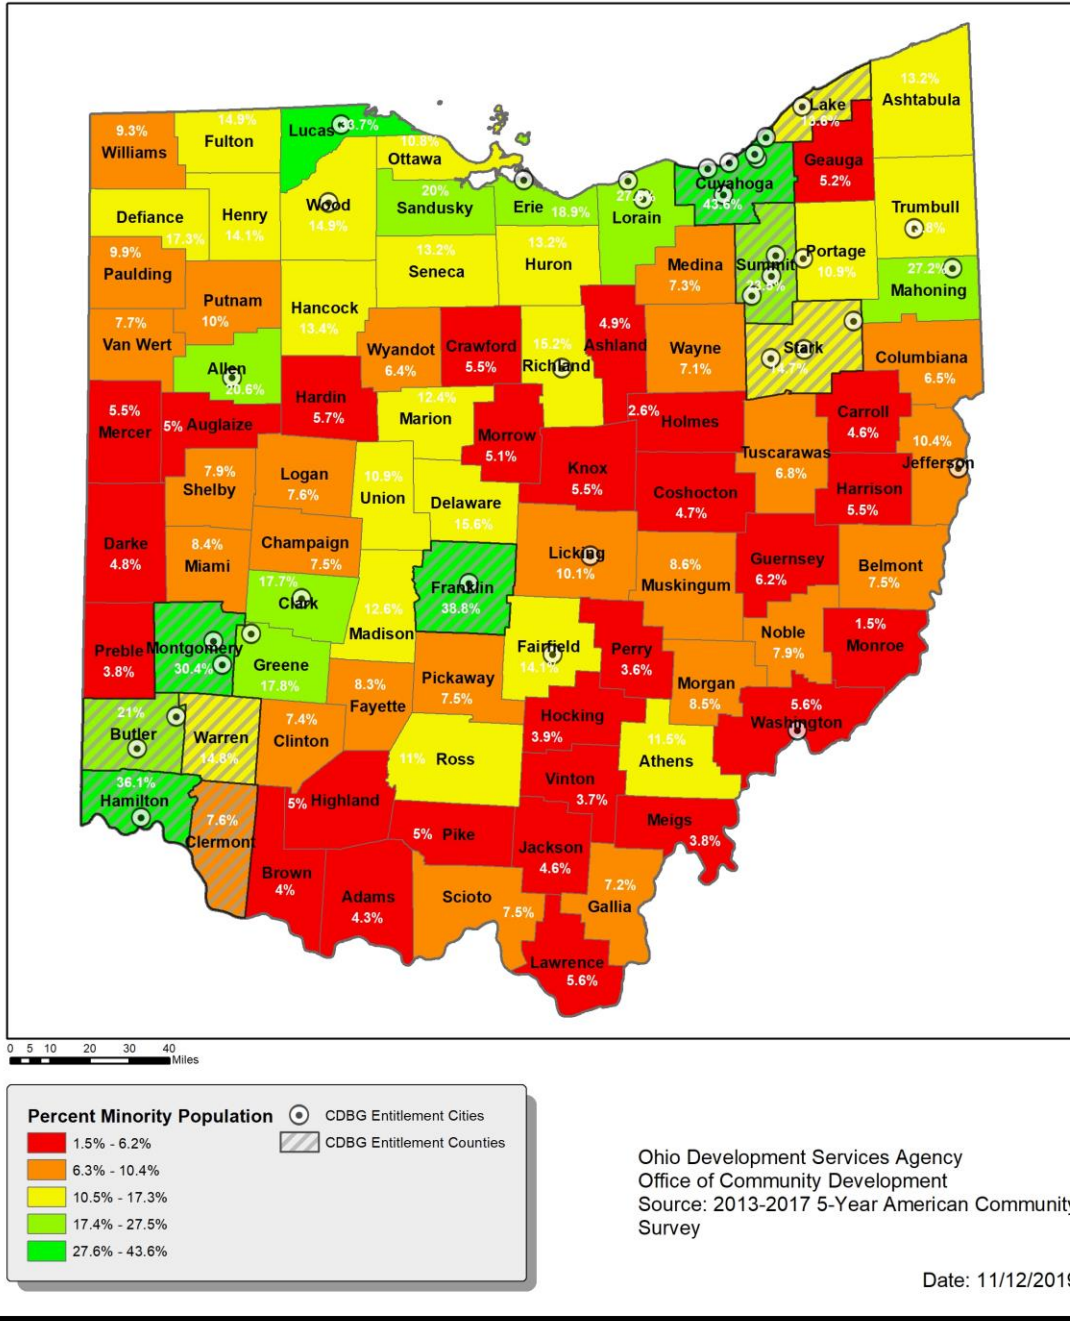 13.2%
Ashtabula
Lake
13.6%
9.3%
Williams
14.9%
Fulton
Lucas
33.7%
10.8%
Ottawa
Geauga
5.2%
Cuyahoga
43.6%
Defiance
17.3%
Henry
14.1%
Wood
14.9%
20%
Sandusky
Erie
18.9%
Lorain
Trumbull
9.9%
Paulding
13.2%
Seneca
13.2%
Huron
Medina
7.3%
Summit
23.8%
Portage
10.9%
27.2%
Mahoning
Putnam
10%
Hancock
13.4%
7.7%
Van Wert
Allen
20.6%
Wyandot
6.4%
Crawford
5.5%
15.2%
Richland
4.9%
Ashland
Wayne
7.1%
Stark
14.7%
Columbiana
6.5%
5.5%
Mercer
5%
Auglaize
Hardin
5.7%
12.4%
Marion
Morrow
5.1%
2.6%
Holmes
Carroll
4.6%
10.4%
Jefferson
7.9%
Shelby
Logan
7.6%
10.9%
Union
Delaware
15.6%
Knox
5.5%
Coshocton
4.7%
Tuscarawas
6.8%
Harrison
5.5%
Darke
4.8%
8.4%
Miami
Champaign
7.5%
Franklin
38.8%
Licking
10.1%
8.6%
Muskingum
Guernsey
6.2%
Belmont
7.5%
17.7%
Clark
12.6%
Madison
Preble
3.8%
Montgomery
30.4%
Greene
17.8%
8.3%
Fayette
Pickaway
7.5%
Fairfield
14.1%
Perry
3.6%
Morgan
8.5%
Noble
7.9%
1.5%
Monroe
5.6%
Washington
21%
Butler
Warren
14.8%
7.4%
Clinton
11%
Ross
Hocking
3.9%
11.5%
Athens
36.1%
Hamilton
7.6%
Clermont
5%
Highland
Vinton
3.7%
Meigs
3.8%
5%
Pike
Jackson
4.6%
Brown
4%
Adams
4.3%
Scioto
7.5%
7.2%
Gallia
Lawrence
5.6%
0 5 10 20 30 40
Miles
Percent Minority Population
1.5% - 6.2%
6.3% - 10.4%
10.5% - 17.3%
17.4% - 27.5%
27.6% - 43.6%
CDBG Entitlement Cities
CDBG Entitlement Counties
Ohio Development Services Agency
Office of Community Development
Source: 2013-2017 5-Year American Community
Survey
Date: 11/12/2019